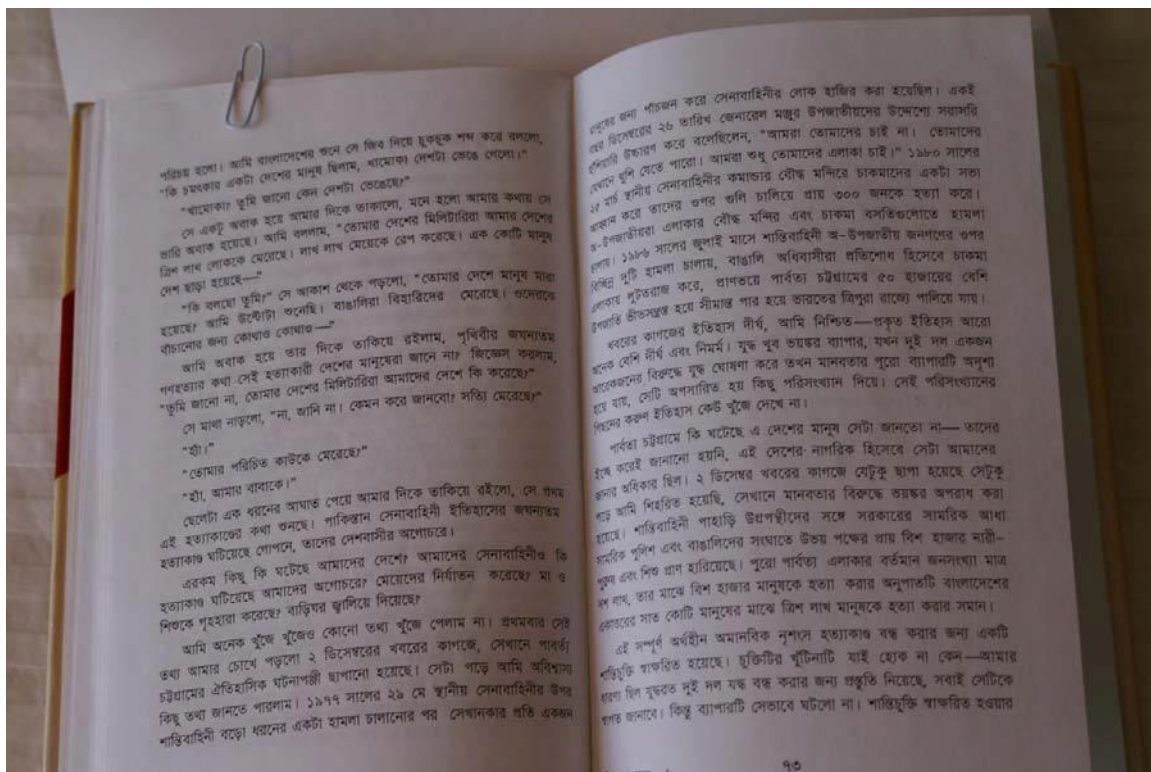 পরিচয় হলো। আমি বাংলাদেশের শুনে সে জিব দিয়ে চুকচুক শব্দ করে বললো,
"কি চমৎকার একটা দেশের মানুষ ছিলাম, খামোকা দেশটা ভেঙে গেলো।"
"খামোকা? তুমি জানো কেন দেশটা ভেঙেছে?"
সে একটু অবাক হয়ে আমার দিকে তাকালো, মনে হলো আমার কথায় সে
ভারি অবাক হয়েছে। আমি বললাম, "তোমার দেশের মিলিটারিরা আমার দেশের
ত্রিশ লাখ লোককে মেরেছে। লাখ লাখ মেয়েকে রেপ করেছে। এক কোটি মানুষ
দেশ ছাড়া হয়েছে—"
"কি বলছো তুমি?" সে আকাশ থেকে পড়লো, "তোমার দেশে মানুষ মারা
হয়েছে? আমি উল্টোটা শুনেছি। বাঙালিরা বিহারিদের মেরেছে। ওদেরকে
বাঁচানোর জন্য কোথাও কোথাও—"
আমি অবাক হয়ে তার দিকে তাকিয়ে রইলাম, পৃথিবীর জঘন্যতম
গণহত্যার কথা সেই হত্যাকারী দেশের মানুষেরা জানে না? জিজ্ঞেস করলাম,
"তুমি জানো না, তোমার দেশের মিলিটারিরা আমাদের দেশে কি করেছে?"
সে মাথা নাড়লো, "না, জানি না। কেমন করে জানবো? সত্যি মেরেছে?"
"হ্যাঁ।"
"তোমার পরিচিত কাউকে মেরেছে?"
"হ্যাঁ, আমার বাবাকে।"
ছেলেটা এক ধরনের আঘাত পেয়ে আমার দিকে তাকিয়ে রইলো, সে প্রথম
এই হত্যাকাণ্ডের কথা শুনছে। পাকিস্তান সেনাবাহিনী ইতিহাসের জঘন্যতম
হত্যাকাণ্ড ঘটিয়েছে গোপনে, তাদের দেশবাসীর অগোচরে।
এরকম কিছু কি ঘটেছে আমাদের দেশে? আমাদের সেনাবাহিনীও কি
হত্যাকাণ্ড ঘটিয়েছে আমাদের অগোচরে? মেয়েদের নির্যাতন করেছে? মা ও
শিশুকে গৃহহারা করেছে? বাড়িঘর জ্বালিয়ে দিয়েছে?
আমি অনেক খুঁজে খুঁজেও কোনো তথ্য খুঁজে পেলাম না। প্রথমবার সেই
তথ্য আমার চোখে পড়লো ২ ডিসেম্বরের খবরের কাগজে, সেখানে পার্বত্য
চট্টগ্রামের ঐতিহাসিক ঘটনাপঞ্জী ছাপানো হয়েছে। সেটা পড়ে আমি অবিশ্বাস্য
কিছু তথ্য জানতে পারলাম। ১৯৭৭ সালের ২৯ মে স্থানীয় সেনাবাহিনীর উপর
শান্তিবাহিনী বড়ো ধরনের একটা হামলা চালানোর পর সেখানকার প্রতি একজন
মানুষের জন্য পাঁচজন করে সেনাবাহিনীর লোক হাজির করা হয়েছিল। একই
বছর ডিসেম্বরের ২৬ তারিখ জেনারেল মঞ্জুর উপজাতীয়দের উদ্দেশ্যে সরাসরি
হুঁশিয়ারি উচ্চারণ করে বলেছিলেন, "আমরা তোমাদের চাই না। তোমাদের
যেখানে খুশি যেতে পারো। আমরা শুধু তোমাদের এলাকা চাই।" ১৯৮০ সালের
২৫ মার্চ স্থানীয় সেনাবাহিনীর কমান্ডার বৌদ্ধ মন্দিরে চাকমাদের একটা সভা
আহ্বান করে তাদের ওপর গুলি চালিয়ে প্রায় ৩০০ জনকে হত্যা করে।
অ-উপজাতীয়রা এলাকার বৌদ্ধ মন্দির এবং চাকমা বসতিগুলোতে হামলা
চালায়। ১৯৮৬ সালের জুলাই মাসে শান্তিবাহিনী অ-উপজাতীয় জনগণের ওপর
বিচ্ছিন্ন দুটি হামলা চালায়, বাঙালি অধিবাসীরা প্রতিশোধ হিসেবে চাকমা
এলাকায় লুটতরাজ করে, প্রাণভয়ে পার্বত্য চট্টগ্রামের ৫০ হাজারের বেশি
উপজাতি ভীতসন্ত্রস্ত হয়ে সীমান্ত পার হয়ে ভারতের ত্রিপুরা রাজ্যে পালিয়ে যায়।
খবরের কাগজের ইতিহাস দীর্ঘ, আমি নিশ্চিত—প্রকৃত ইতিহাস আরো
অনেক বেশি দীর্ঘ এবং নির্মম। যুদ্ধ খুব ভয়ঙ্কর ব্যাপার, যখন দুই দল একজন
আরেকজনের বিরুদ্ধে যুদ্ধ ঘোষণা করে তখন মানবতার পুরো ব্যাপারটি অদৃশ্য
হয়ে যায়, সেটি অপসারিত হয় কিছু পরিসংখ্যান দিয়ে। সেই পরিসংখ্যানের
পিছনের করুণ ইতিহাস কেউ খুঁজে দেখে না।
পার্বত্য চট্টগ্রামে কি ঘটেছে এ দেশের মানুষ সেটা জানতো না— তাদের
ইচ্ছে করেই জানানো হয়নি, এই দেশের নাগরিক হিসেবে সেটা আমাদের
জানার অধিকার ছিল। ২ ডিসেম্বর খবরের কাগজে যেটুকু ছাপা হয়েছে সেটুকু
পড়ে আমি শিহরিত হয়েছি, সেখানে মানবতার বিরুদ্ধে ভয়ঙ্কর অপরাধ করা
হয়েছে। শান্তিবাহিনী পাহাড়ি উগ্রপন্থীদের সঙ্গে সরকারের সামরিক আধা
সামরিক পুলিশ এবং বাঙালিদের সংঘাতে উভয় পক্ষের প্রায় বিশ হাজার নারী-
পুরুষ এবং শিশু প্রাণ হারিয়েছে। পুরো পার্বত্য এলাকার বর্তমান জনসংখ্যা মাত্র
দশ লাখ, তার মাঝে বিশ হাজার মানুষকে হত্যা করার অনুপাতটি বাংলাদেশের
একাত্তরের সাত কোটি মানুষের মাঝে ত্রিশ লাখ মানুষকে হত্যা করার সমান।
এই সম্পূর্ণ অর্থহীন অমানবিক নৃশংস হত্যাকাণ্ড বন্ধ করার জন্য একটি
শান্তিচুক্তি স্বাক্ষরিত হয়েছে। চুক্তিটির খুঁটিনাটি যাই হোক না কেন—আমার
ধারণা ছিল যুদ্ধরত দুই দল যুদ্ধ বন্ধ করার জন্য প্রস্তুতি নিয়েছে, সবাই সেটিকে
স্বাগত জানাবে। কিন্তু ব্যাপারটি সেভাবে ঘটলো না। শান্তিচুক্তি স্বাক্ষরিত হওয়ার
৭৩